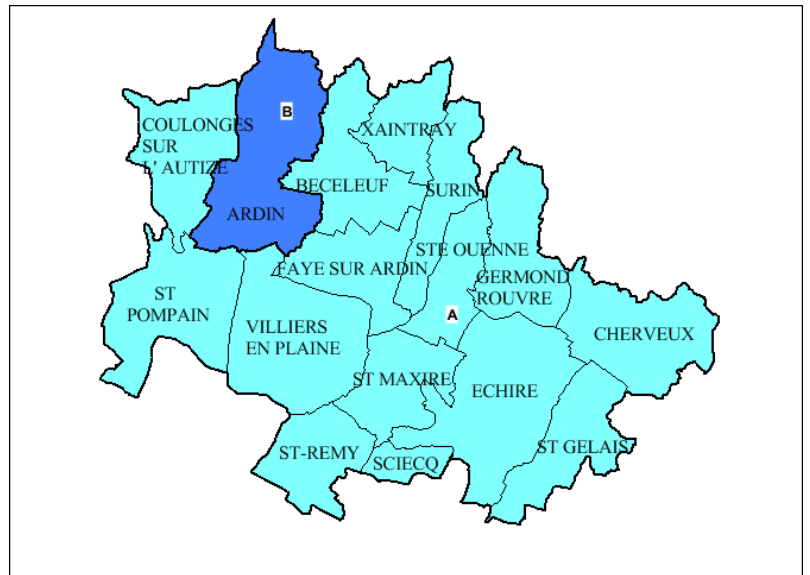 B
COULONGES
SUR
L' AUTIZE
XAINTRAY
BECELEUF
SURIN
ARDIN
STE OUENNE
FAYE SUR ARDIN
GERMOND
ROUVRE
ST
POMPAIN
A
VILLIERS
EN PLAINE
CHERVEUX
ST MAXIRE
ECHIRE
ST-REMY
SCIECQ
ST GELAIS